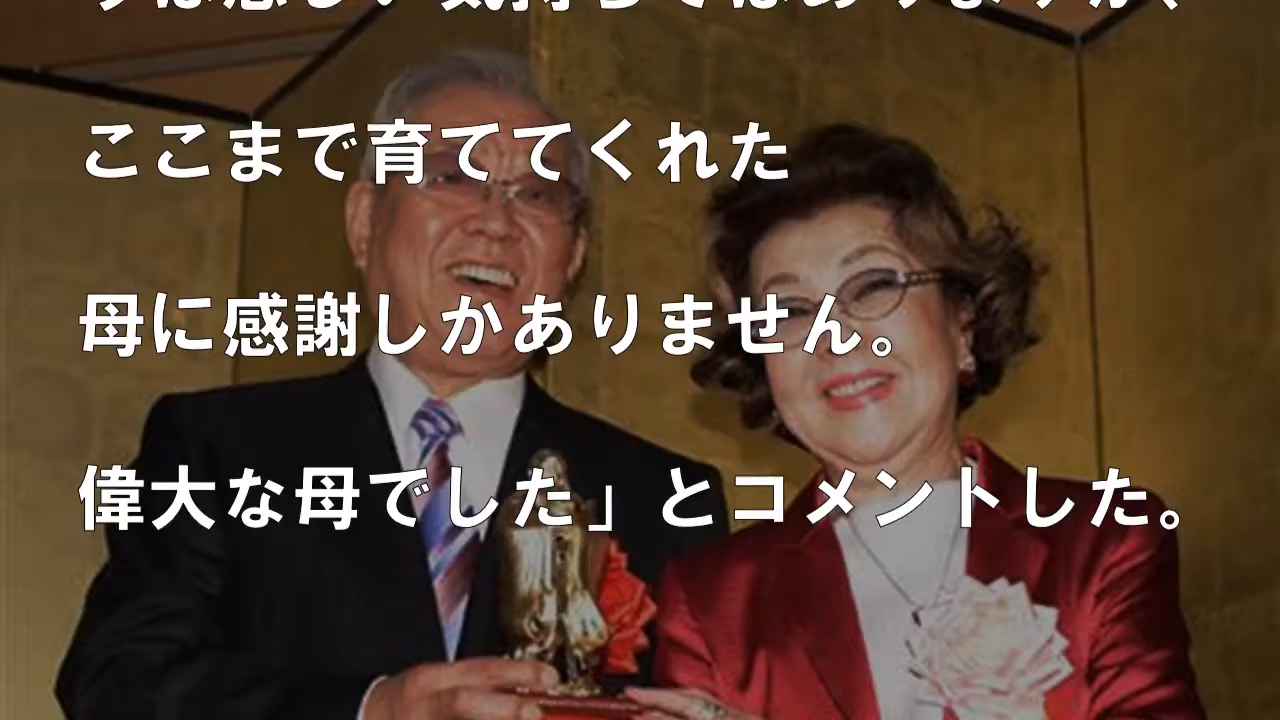 ここまで育ててくれた
母に感謝しかありません。
偉大な母でした」とコメントした。